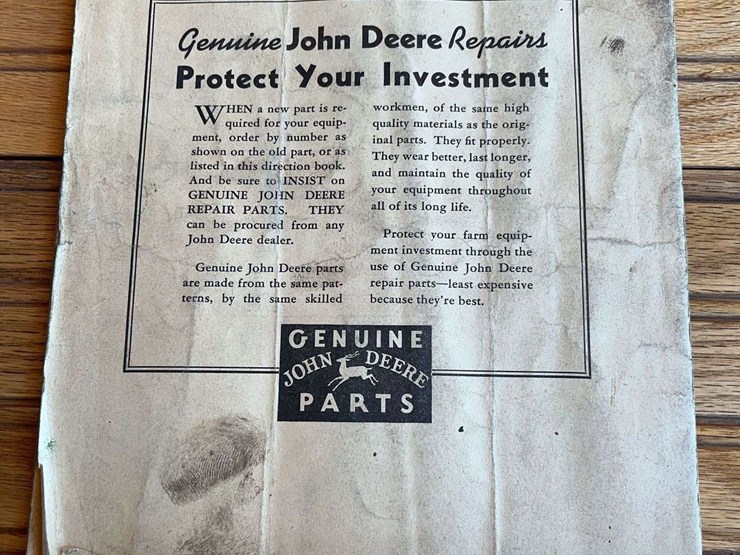 Genuine John Deere Repairs
Protect Your Investment
WHEN a new part is re-
quired for your equip-
ment, order by number as
shown on the old part, or as
listed in this direction book.
And be sure to INSIST on
GENUINE JOHN DEERE
REPAIR PARTS. THEY
can be procured from any
John Deere dealer.
Genuine John Deere parts
are made from the same pat-
terns, by the same skilled
workmen, of the same high
quality materials as the orig-
inal parts. They fit properly.
They wear better, last longer,
and maintain the quality of
your equipment throughout
all of its long life.
Protect your farm equip-
ment investment through the
use of Genuine John Deere
repair parts—least expensive
because they're best.
GENUINE
JOHN DEERE
PARTS